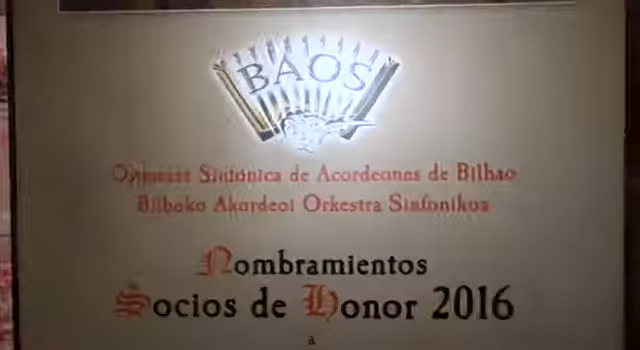 BAOS
Orquesta Sinfónica de Acordeones de Bilbao
Bilboko Akordeoi Orkestra Sinfonikoa
Nombramientos
Socios de Honor 2016
a